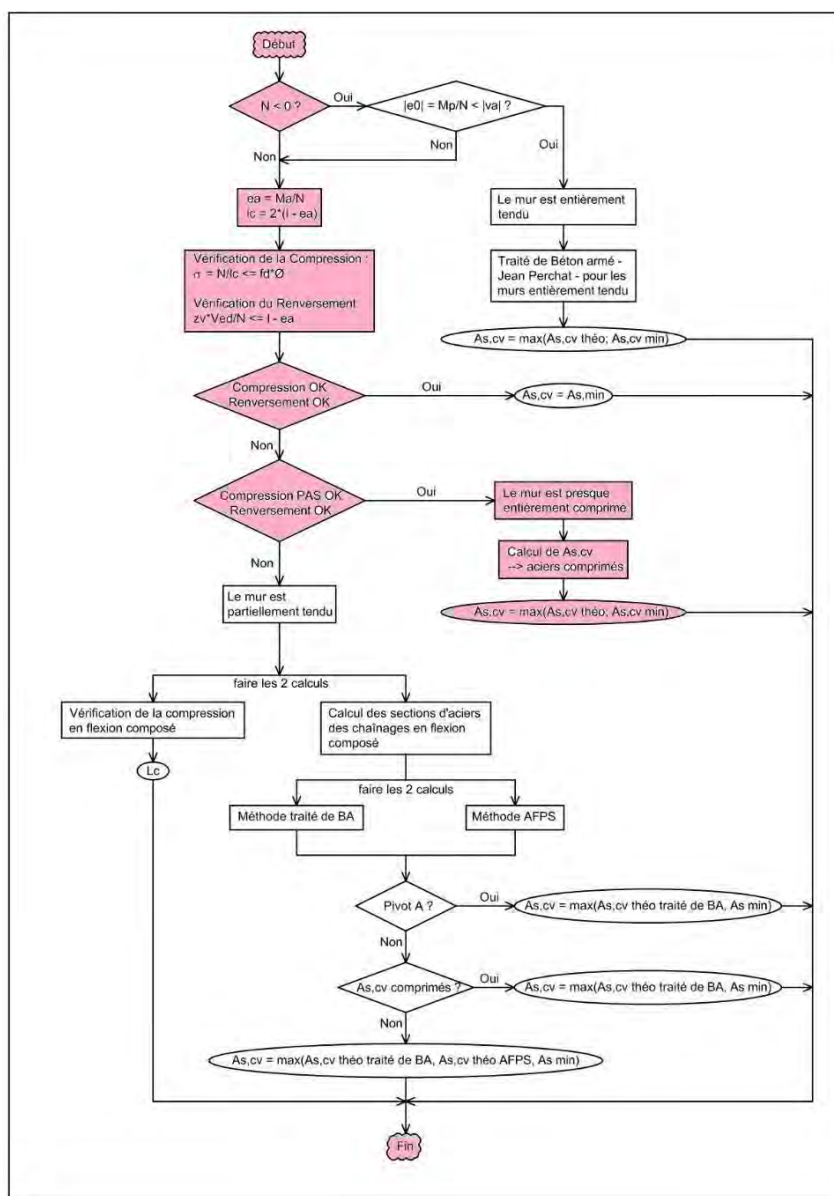 Début
N < 0 ?
Oui
|e0| = Mp/N < |va| ?
Non
Non
Oui
ea = Ma/N
lc = 2*(l - ea)
Le mur est entièrement
tendu
Vérification de la Compression :
σ = N/lc <= fd*Ø
Vérification du Renversement
zv*Ved/N <= l - ea
Traité de Béton armé -
Jean Perchat - pour les
murs entièrement tendu
As,cv = max(As,cv théo; As,cv min)
Compression OK
Renversement OK
Oui
As,cv = As,min
Non
Compression PAS OK
Renversement OK
Oui
Le mur est presque
entièrement comprimé
Non
Calcul de As,cv
--> aciers comprimés
Le mur est
partiellement tendu
As,cv = max(As,cv théo; As,cv min)
faire les 2 calculs
Vérification de la compression
en flexion composé
Calcul des sections d'aciers
des chaînages en flexion
composé
Lc
faire les 2 calculs
Méthode traité de BA
Méthode AFPS
Pivot A ?
Oui
As,cv = max(As,cv théo traité de BA, As min)
Non
As,cv comprimés ?
Oui
As,cv = max(As,cv théo traité de BA, As min)
Non
As,cv = max(As,cv théo traité de BA, As,cv théo AFPS, As min)
Fin